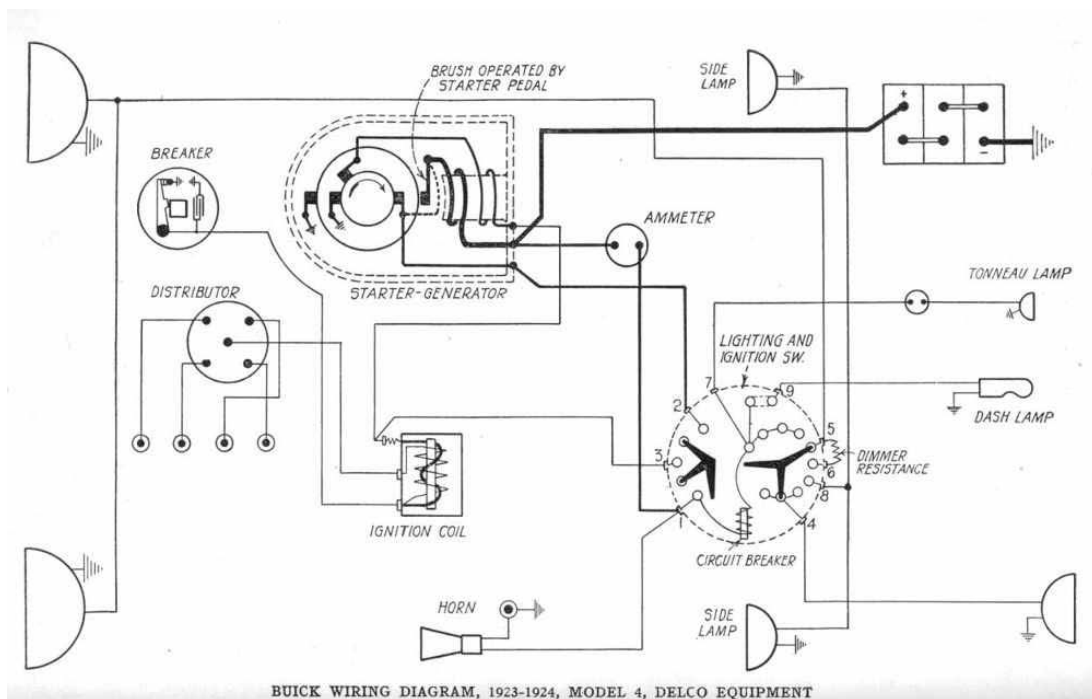 BRUSH OPERATED BY
STARTER PEDAL
SIDE
LAMP
+
-
BREAKER
AMMETER
STARTER-GENERATOR
TONNEAU LAMP
DISTRIBUTOR
LIGHTING AND
IGNITION SW.
7
9
2
DASH LAMP
5
3
6
DIMMER
RESISTANCE
8
1
4
IGNITION COIL
CIRCUIT BREAKER
HORN
SIDE
LAMP
BUICK WIRING DIAGRAM, 1923-1924, MODEL 4, DELCO EQUIPMENT